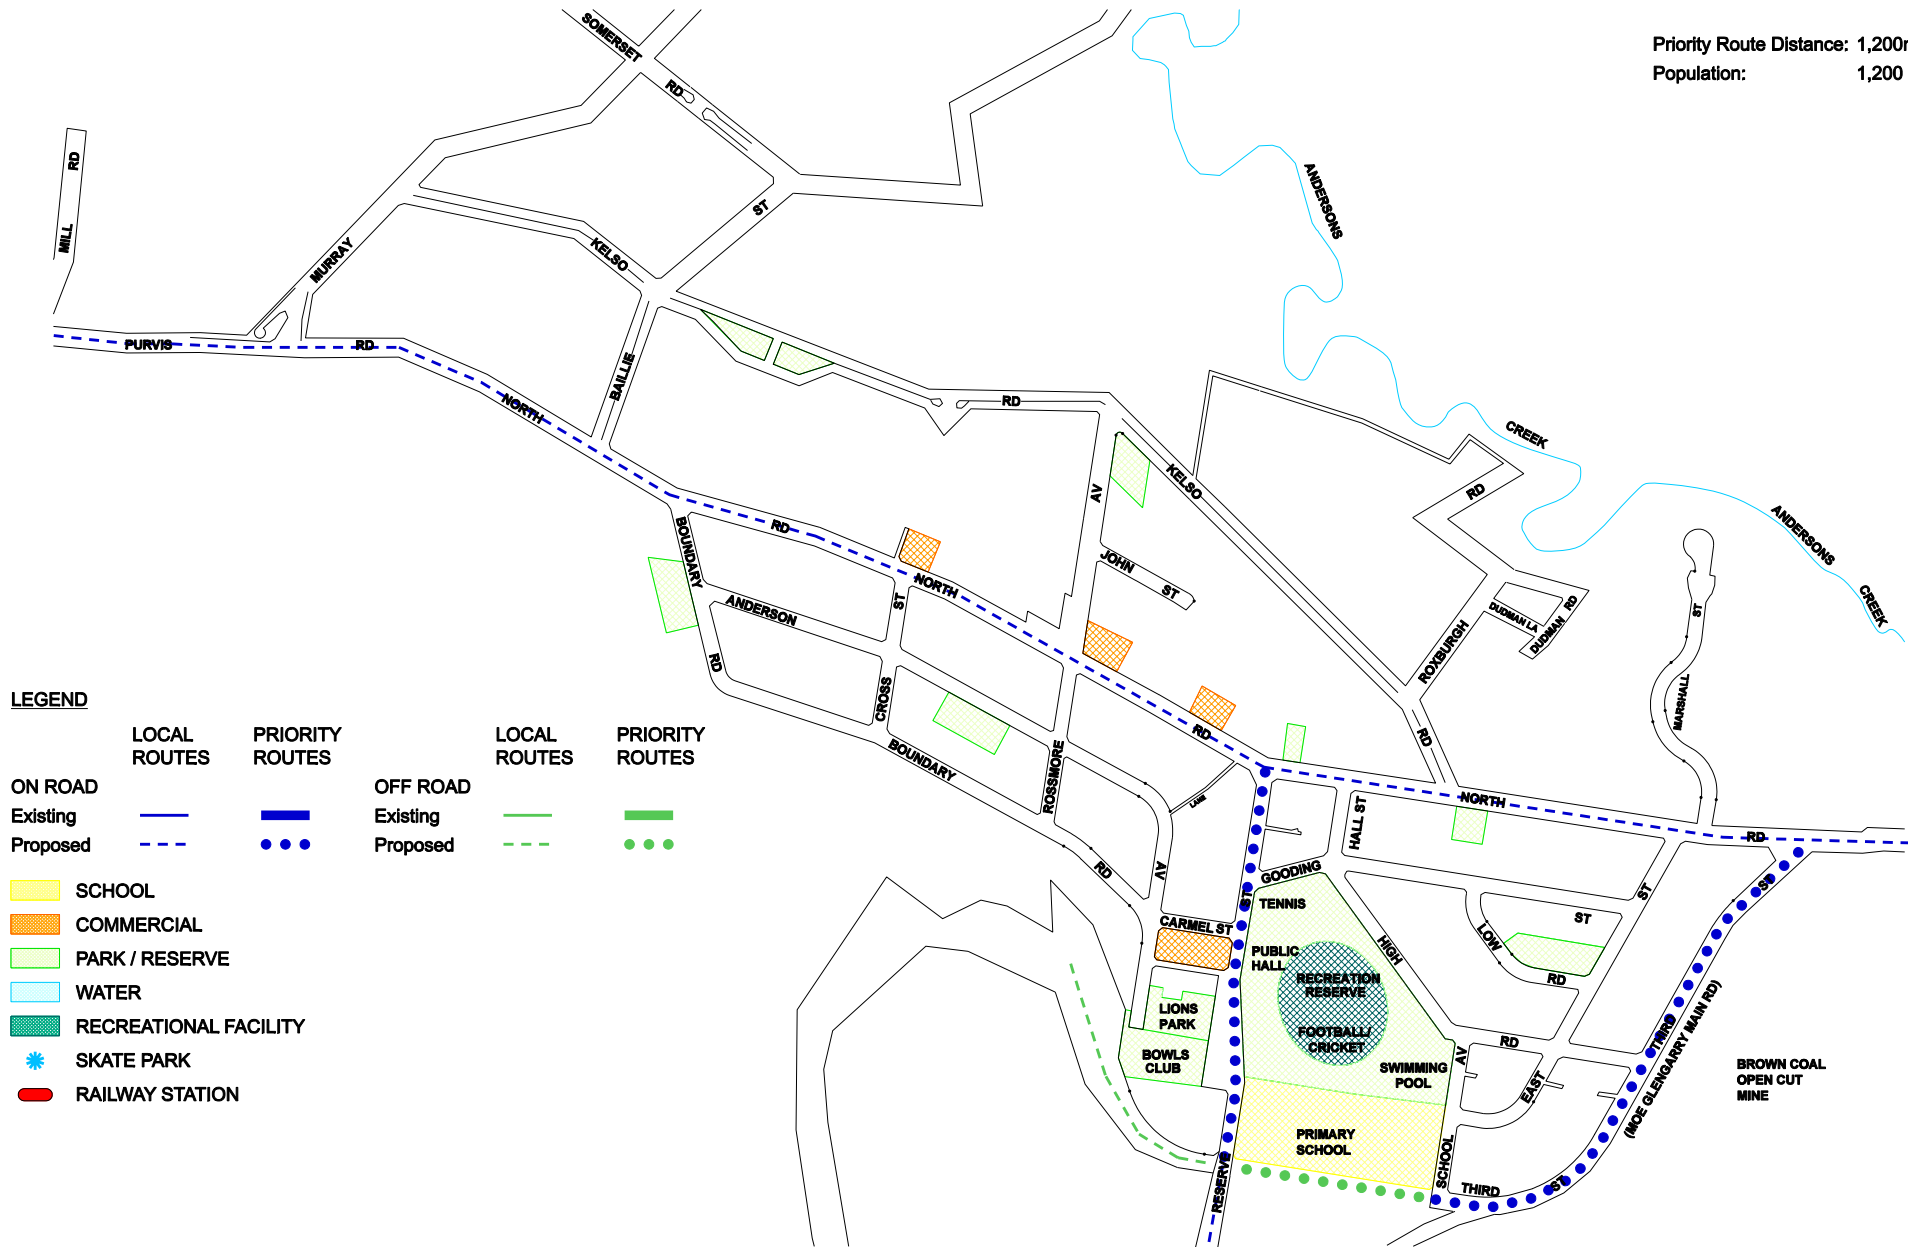 Priority Route Distance: 1,200
Population: 1,200
SOMERSET
RD
MILL RD
MURRAY
ST
KELSO
ANDERSONS
PURVIS RD
BAILLIE
NORTH
RD
KELSO
AV
CREEK
RD
ANDERSONS
CREEK
BOUNDARY
RD
JOHN ST
NORTH
ST
ANDERSON
DUDMAN LA
DUDMAN RD
ST
ROXBURGH
MARSHALL
RD
CROSS
BOUNDARY
ROSSMORE
RD
RD
LANE
HALL ST
NORTH
RD
LEGEND
LOCAL ROUTES
PRIORITY ROUTES
LOCAL ROUTES
PRIORITY ROUTES
ON ROAD
OFF ROAD
Existing
Existing
Proposed
Proposed
SCHOOL
COMMERCIAL
PARK / RESERVE
WATER
RECREATIONAL FACILITY
SKATE PARK
RAILWAY STATION
RD
AV
GOODING
ST
TENNIS
CARMEL ST
PUBLIC
HALL
HIGH
LOW
ST
ST
ST
RD
RECREATION
RESERVE
FOOTBALL/
CRICKET
LIONS
PARK
BOWLS
CLUB
SWIMMING
POOL
AV
RD
EAST
THIRD
(MOE GLENGARRY MAIN RD)
BROWN COAL
OPEN CUT
MINE
PRIMARY
SCHOOL
SCHOOL
THIRD
ST
RESERVE